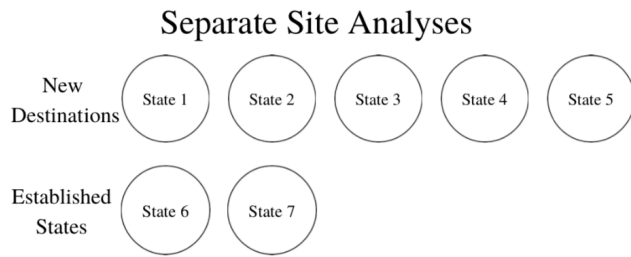 Separate Site Analyses
New
Destinations
State 1
State 2
State 3
State 4
State 5
Established
States
State 6
State 7